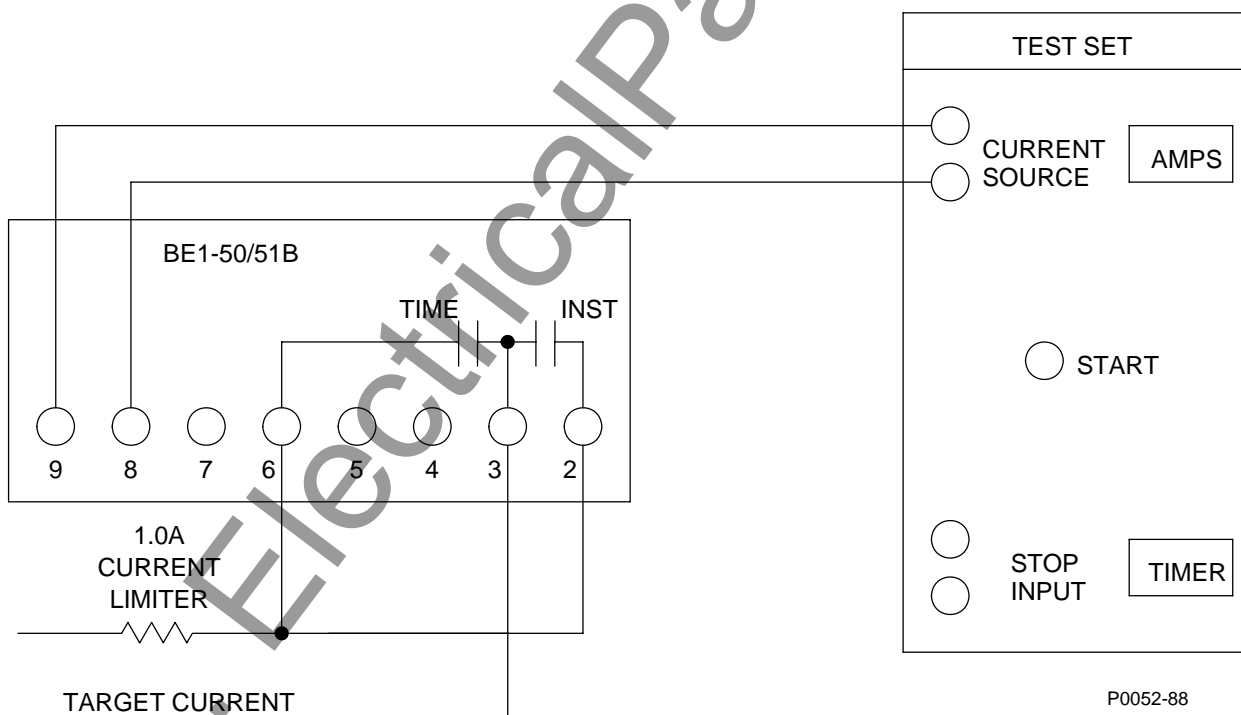 TEST SET
CURRENT
SOURCE
AMPS
BE1-50/51B
TIME
INST
START
9 8 7 6 5 4 3 2
1.0A
CURRENT
LIMITER
STOP
INPUT
TIMER
TARGET CURRENT
P0052-88
ElectricalPa